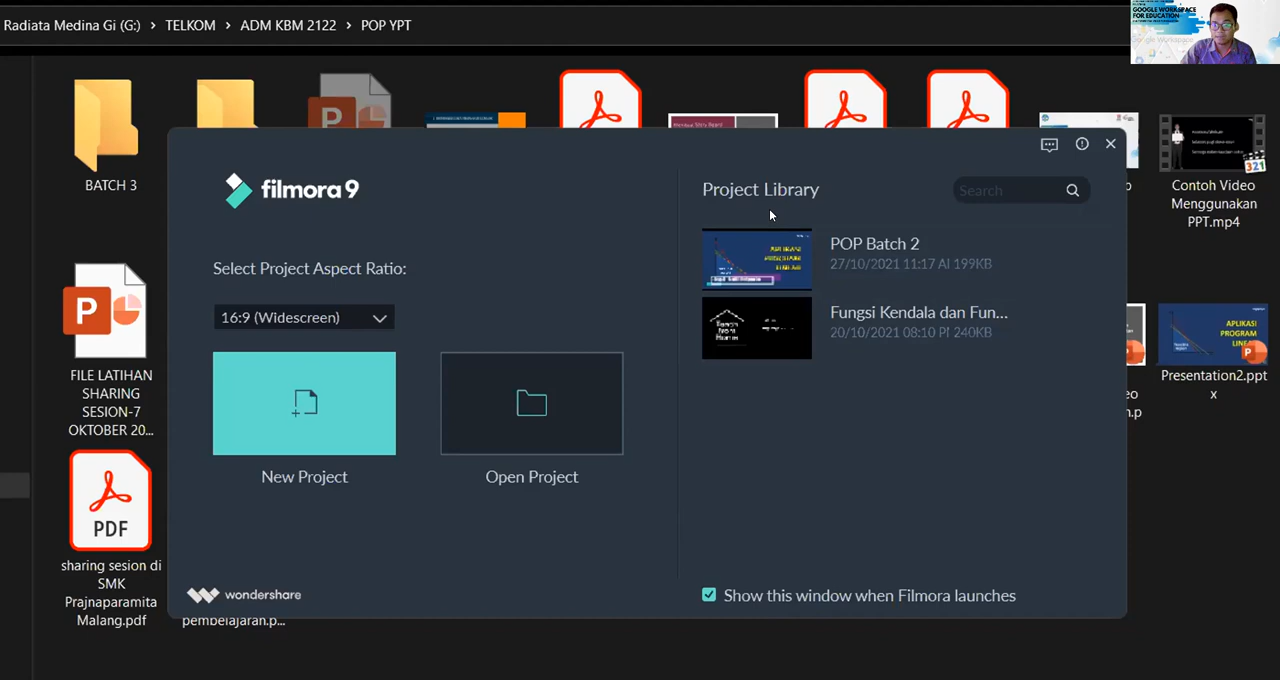 Radiata Medina Gi (G:) > TELKOM > ADM KBM 2122 > POP YPT
GOOGLE WORKSPACE
FOR EDUCATION
BATCH 3
Contoh Video
Menggunakan
PPT.mp4
filmora9
Project Library
Search
Select Project Aspect Ratio:
16:9 (Widescreen)
POP Batch 2
27/10/2021 11:17 AI 199KB
Fungsi Kendala dan Fun...
20/10/2021 08:10 PI 240KB
New Project
Open Project
P
FILE LATIHAN
SHARING
SESION-7
OKTOBER 20...
Presentation2.ppt
x
PDF
sharing sesion di
SMK
Prajnaparamita
Malang.pdf
pembelajaran.p...
wondershare
Show this window when Filmora launches